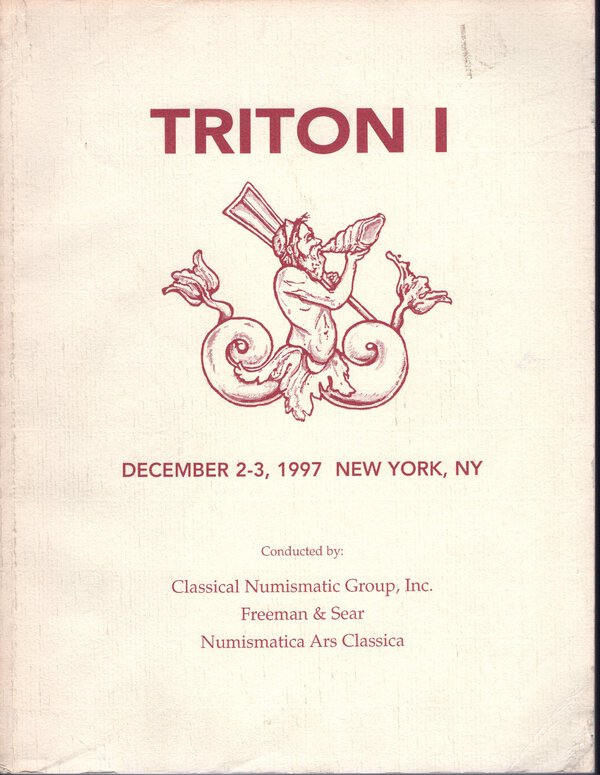 TRITON I
DECEMBER 2-3, 1997 NEW YORK, NY
Conducted by:
Classical Numismatic Group, Inc.
Freeman & Sear
Numismatica Ars Classica